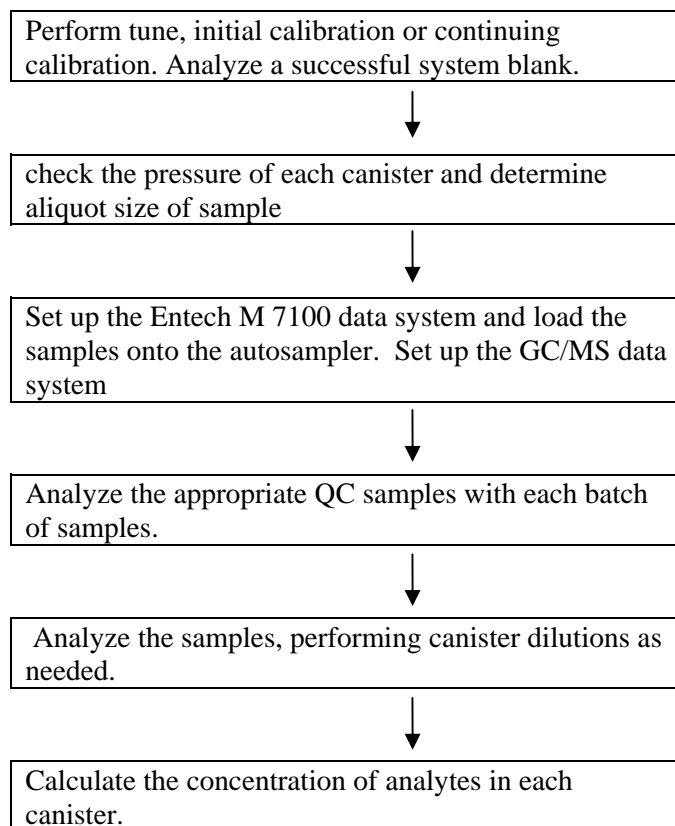 Perform tune, initial calibration or continuing
calibration. Analyze a successful system blank.
check the pressure of each canister and determine
aliquot size of sample
Set up the Entech M 7100 data system and load the
samples onto the autosampler.  Set up the GC/MS data
system
Analyze the appropriate QC samples with each batch
of samples.
Analyze the samples, performing canister dilutions as
needed.
Calculate the concentration of analytes in each
canister.